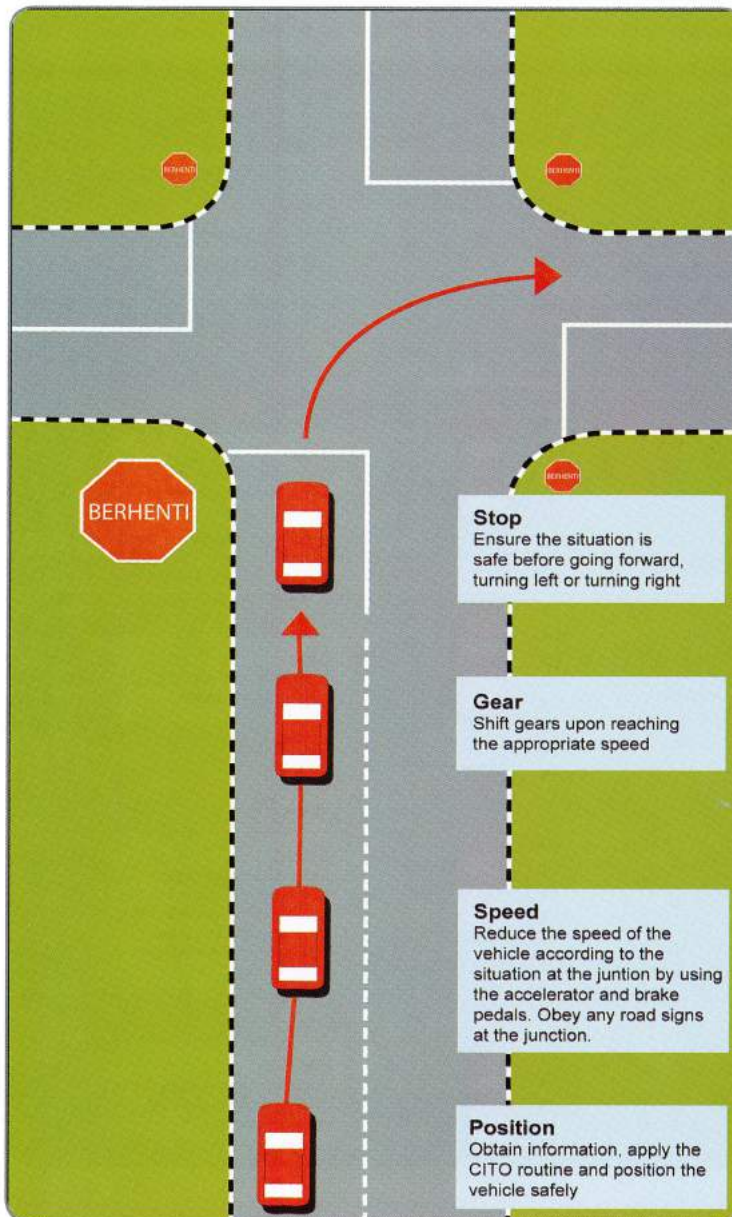 BERHENTI
BERHENTI
BERHENTI
BERHENTI
Stop
Ensure the situation is
safe before going forward,
turning left or turning right
Gear
Shift gears upon reaching
the appropriate speed
Speed
Reduce the speed of the
vehicle according to the
situation at the juntion by using
the accelerator and brake
pedals. Obey any road signs
at the junction.
Position
Obtain information, apply the
CITO routine and position the
vehicle safely